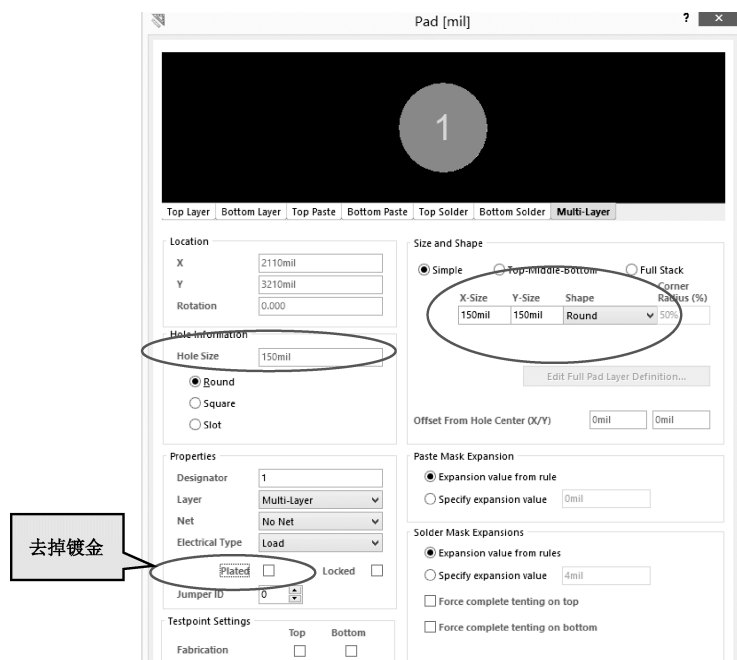 Pad [mil]
? ×
1
Top Layer Bottom Layer Top Paste Bottom Paste Top Solder Bottom Solder Multi-Layer
Location
X 2110mil
Y 3210mil
Rotation 0.000
Hole Information
Hole Size 150mil
Round
Square
Slot
Size and Shape
Simple Top-Middle-Bottom Full Stack
X-Size Y-Size Shape Corner Radius (%)
150mil 150mil Round 50%
Edit Full Pad Layer Definition...
Offset From Hole Center (X/Y) 0mil 0mil
Properties
Designator 1
Layer Multi-Layer
Net No Net
Electrical Type Load
Plated Locked
Jumper ID 0
去掉镀金
Paste Mask Expansion
Expansion value from rule
Specify expansion value 0mil
Solder Mask Expansions
Expansion value from rules
Specify expansion value 4mil
Force complete tenting on top
Force complete tenting on bottom
Testpoint Settings
Top Bottom
Fabrication